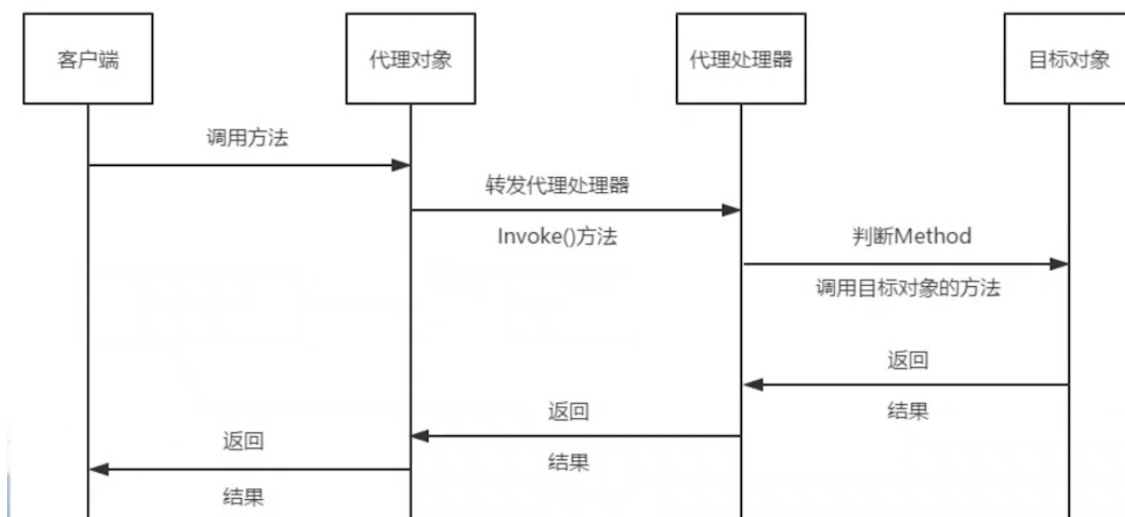 客户端
代理对象
代理处理器
目标对象
调用方法
转发代理处理器
Invoke()方法
判断Method
调用目标对象的方法
返回
结果
返回
结果
返回
结果